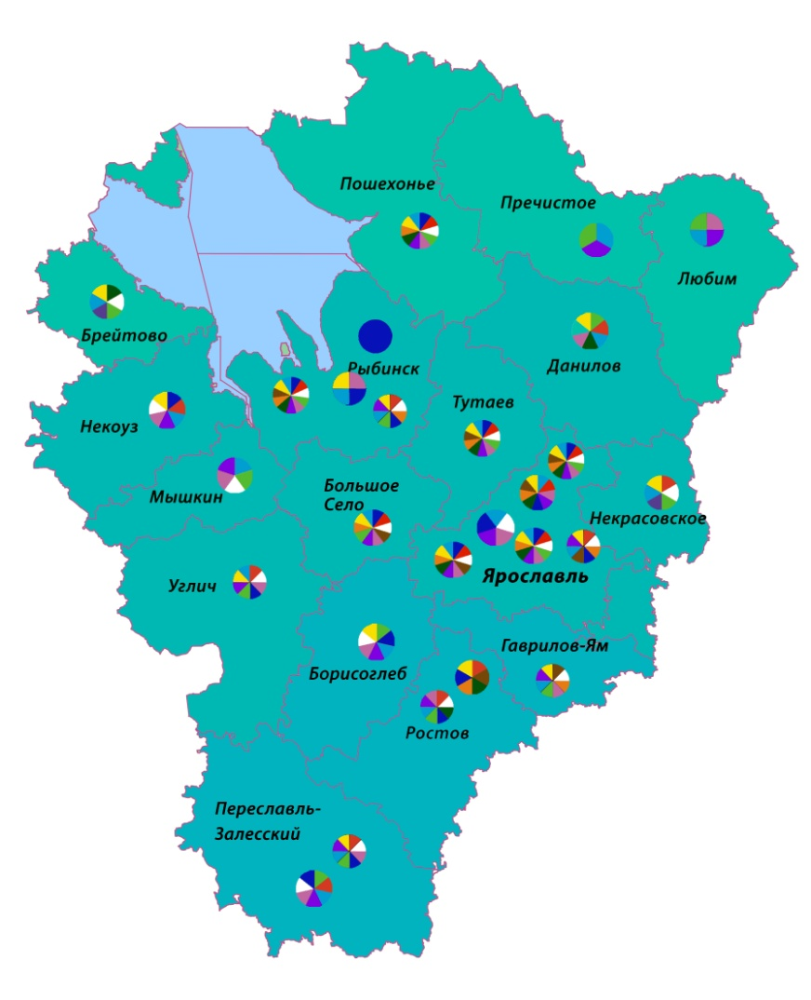 Пошехонье
Пречистое
Любим
Брейтово
Рыбинск
Данилов
Тутаев
Некоуз
Мышкин
Большое
Село
Некрасовское
Углич
Ярославль
Гаврилов-Ям
Борисоглеб
Ростов
Переславль-
Залесский